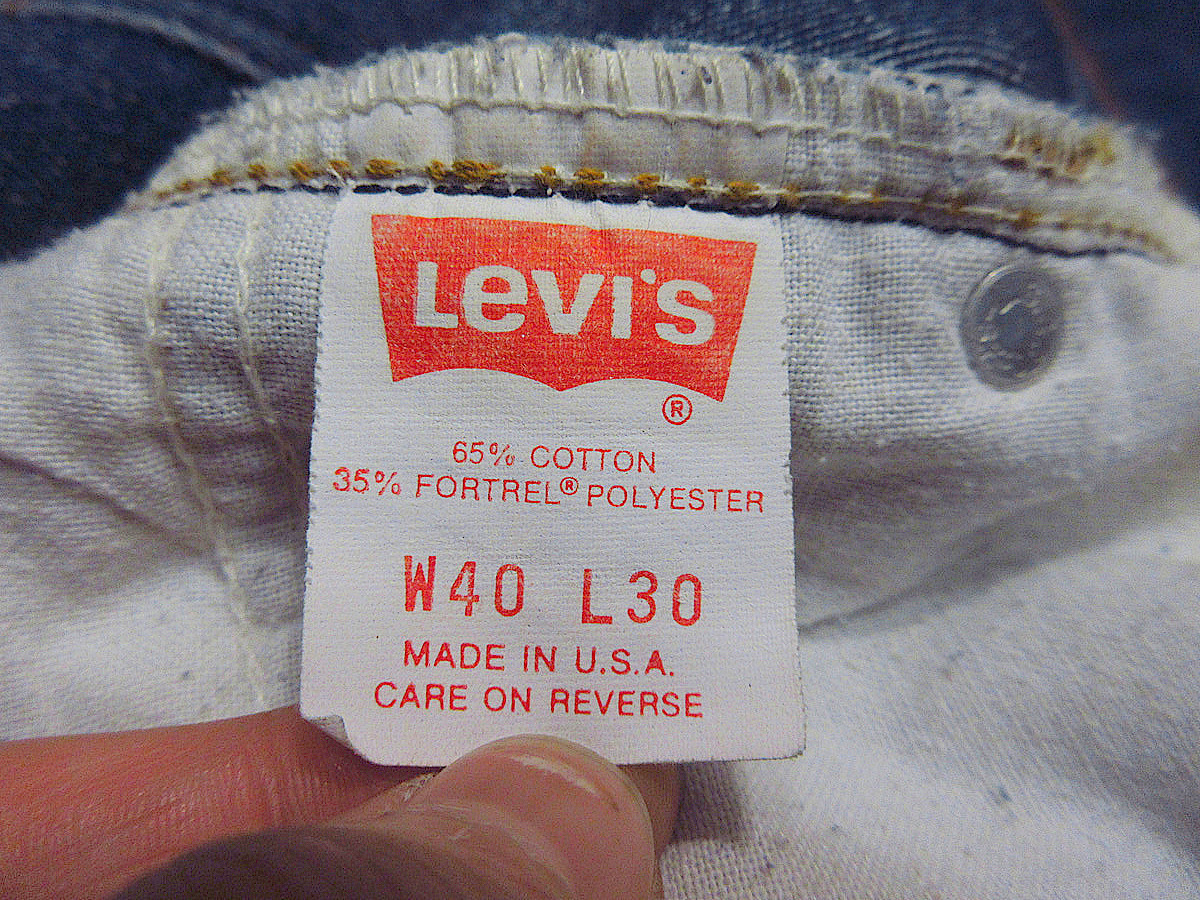 Levi's
®
65% COTTON
35% FORTREL® POLYESTER
W40 L30
MADE IN U.S.A.
CARE ON REVERSE